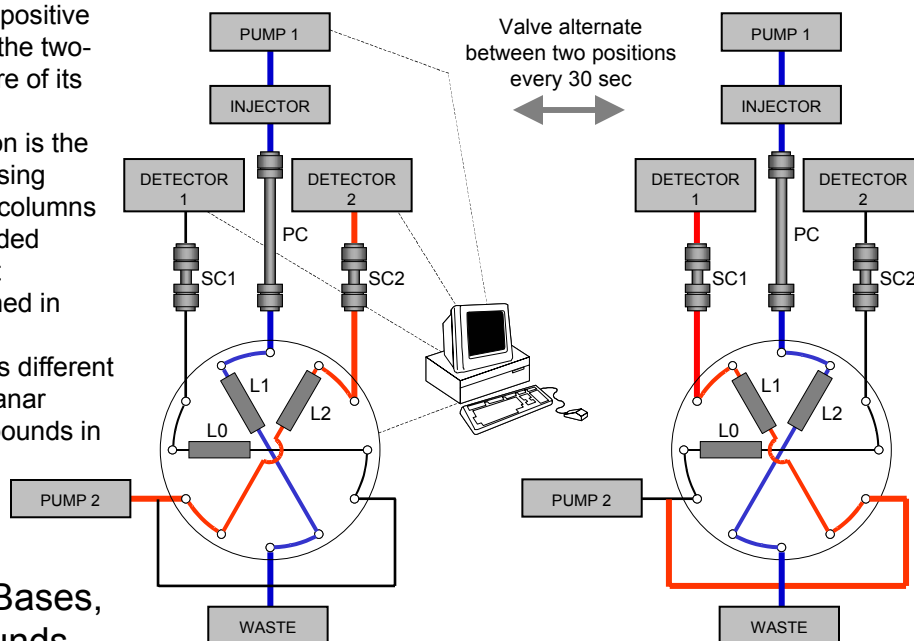 positive
the two-
re of its
on is the
sing
columns
ded
ned in
s different
anar
pounds in
Bases,
unds
PUMP 1
INJECTOR
DETECTOR
1
DETECTOR
2
PC
SC1
SC2
L1
L2
L0
PUMP 2
WASTE
Valve alternate
between two positions
every 30 sec
PUMP 1
INJECTOR
DETECTOR
1
DETECTOR
2
PC
SC1
SC2
L1
L2
L0
PUMP 2
WASTE